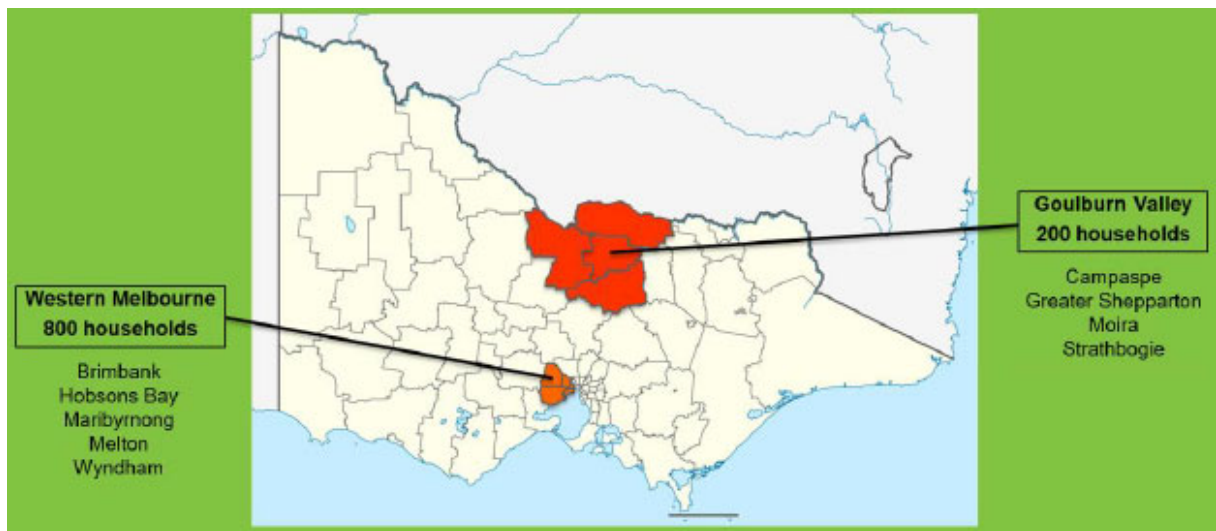 Western Melbourne
800 households
Brimbank
Hobsons Bay
Maribyrnong
Melton
Wyndham
Goulburn Valley
200 households
Campaspe
Greater Shepparton
Moira
Strathbogie